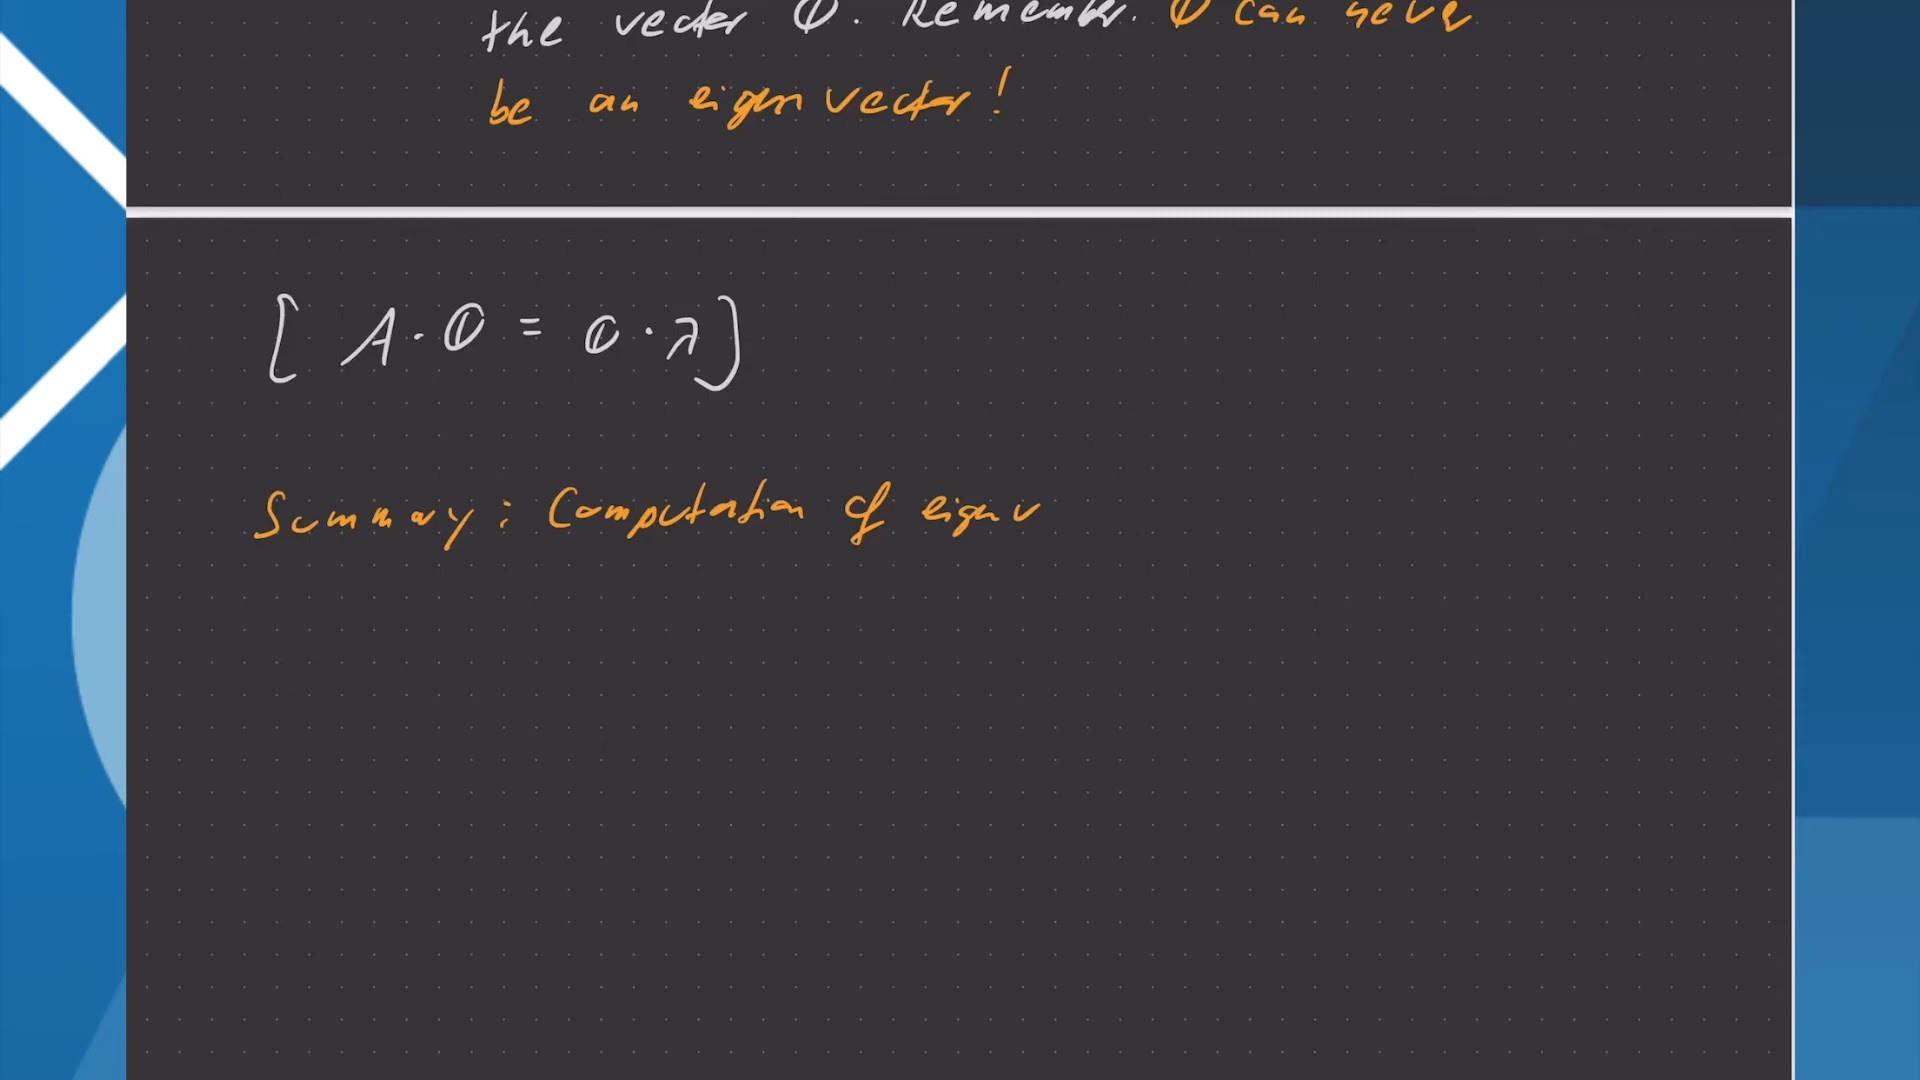 the vector 𝟘. Remember. 𝟘 can never
be an eigenvector!
[ A · 𝟘 = 𝟘 · λ ]
Summary: Computation of eigenv